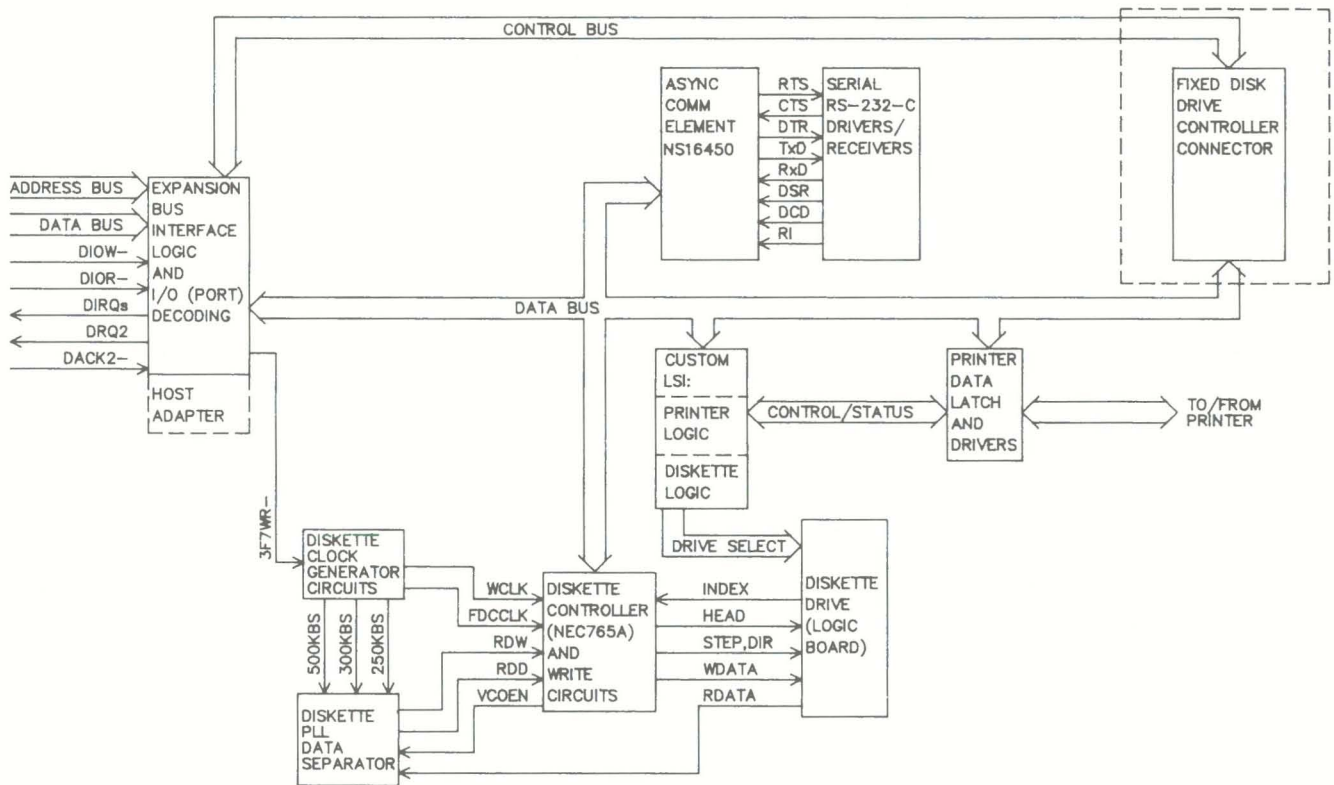 CONTROL BUS
ASYNC
COMM
ELEMENT
NS16450
RTS
CTS
DTR
TxD
RxD
DSR
DCD
RI
SERIAL
RS-232-C
DRIVERS/
RECEIVERS
FIXED DISK
DRIVE
CONTROLLER
CONNECTOR
ADDRESS BUS
DATA BUS
DIOW-
DIOR-
DIRQs
DRQ2
DACK2-
EXPANSION
BUS
INTERFACE
LOGIC
AND
I/O (PORT)
DECODING
HOST
ADAPTER
DATA BUS
CUSTOM
LSI:
PRINTER
LOGIC
DISKETTE
LOGIC
CONTROL/STATUS
PRINTER
DATA
LATCH
AND
DRIVERS
TO/FROM
PRINTER
3F7WR-
DRIVE SELECT
DISKETTE
CLOCK
GENERATOR
CIRCUITS
WCLK
FDCCLK
RDW
RDD
VCOEN
DISKETTE
CONTROLLER
(NEC765A)
AND
WRITE
CIRCUITS
INDEX
HEAD
STEP,DIR
WDATA
RDATA
DISKETTE
DRIVE
(LOGIC
BOARD)
500KBS
300KBS
250KBS
DISKETTE
PLL
DATA
SEPARATOR